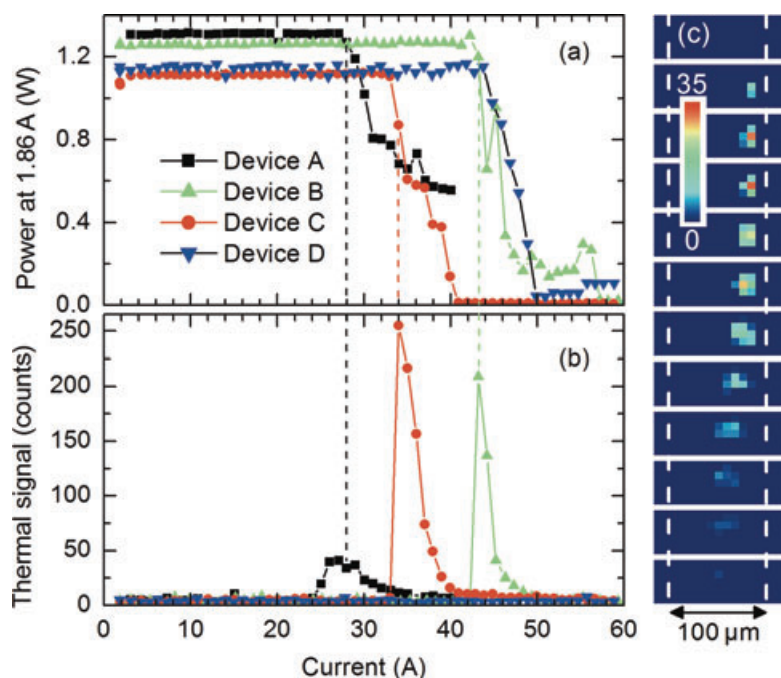 (a)
Power at 1.86 A (W)
1.2
0.8
0.4
0.0
Device A
Device B
Device C
Device D
(b)
Thermal signal (counts)
250
200
150
100
50
0
0 10 20 30 40 50 60
Current (A)
(c)
35
0
100 µm